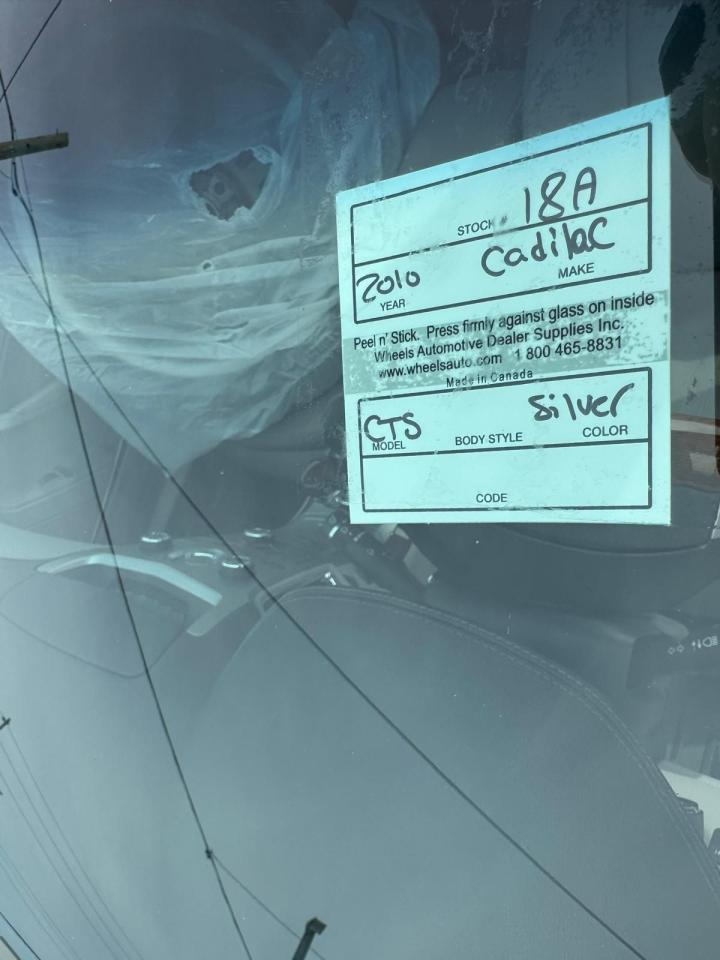 STOCK # 18A
2010 Cadilac
YEAR MAKE
Peel n' Stick. Press firmly against glass on inside
Wheels Automotive Dealer Supplies Inc.
www.wheelsauto.com 1 800 465-8831
Made in Canada
CTS Silver
MODEL BODY STYLE COLOR
CODE